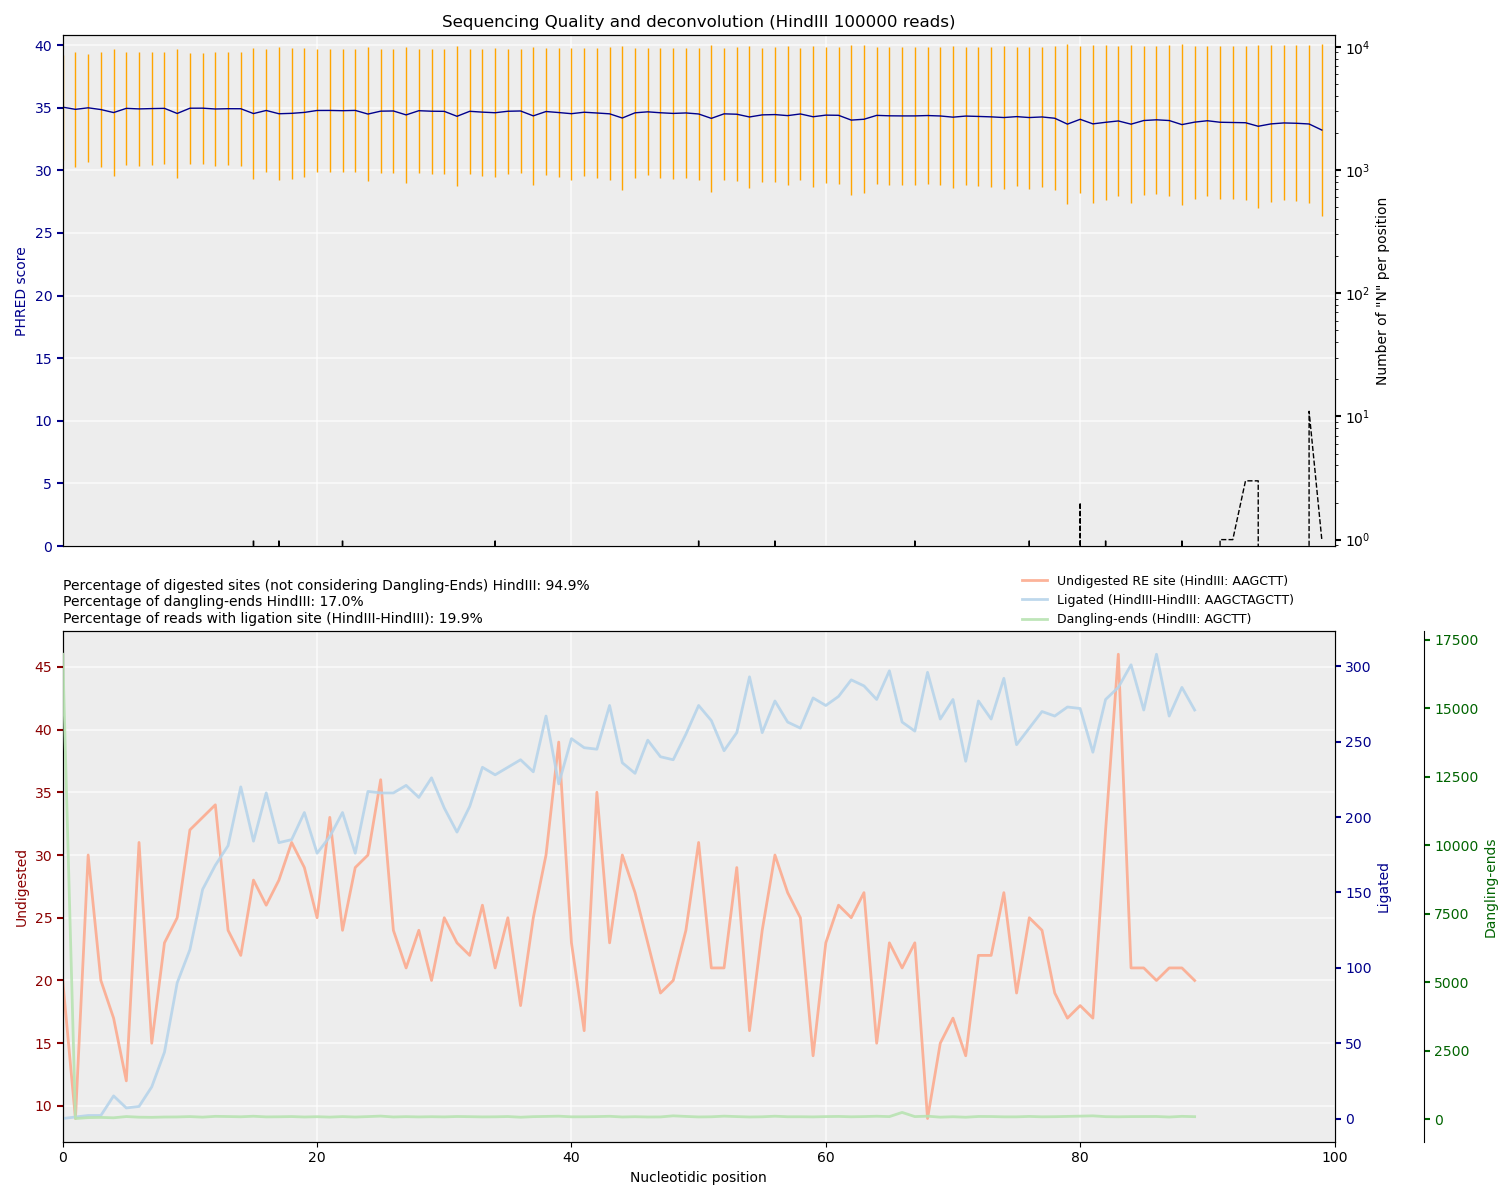 Sequencing Quality and deconvolution (HindIII 100000 reads)
40
35
30
25
20
15
10
5
0
PHRED score
10^4
10^3
10^2
10^1
10^0
Number of "N" per position
Percentage of digested sites (not considering Dangling-Ends) HindIII: 94.9%
Percentage of dangling-ends HindIII: 17.0%
Percentage of reads with ligation site (HindIII-HindIII): 19.9%
Undigested RE site (HindIII: AAGCTT)
Ligated (HindIII-HindIII: AAGCTAGCTT)
Dangling-ends (HindIII: AGCTT)
45
40
35
30
25
20
15
10
Undigested
300
250
200
150
100
50
0
Ligated
17500
15000
12500
10000
7500
5000
2500
0
Dangling-ends
0 20 40 60 80 100
Nucleotidic position